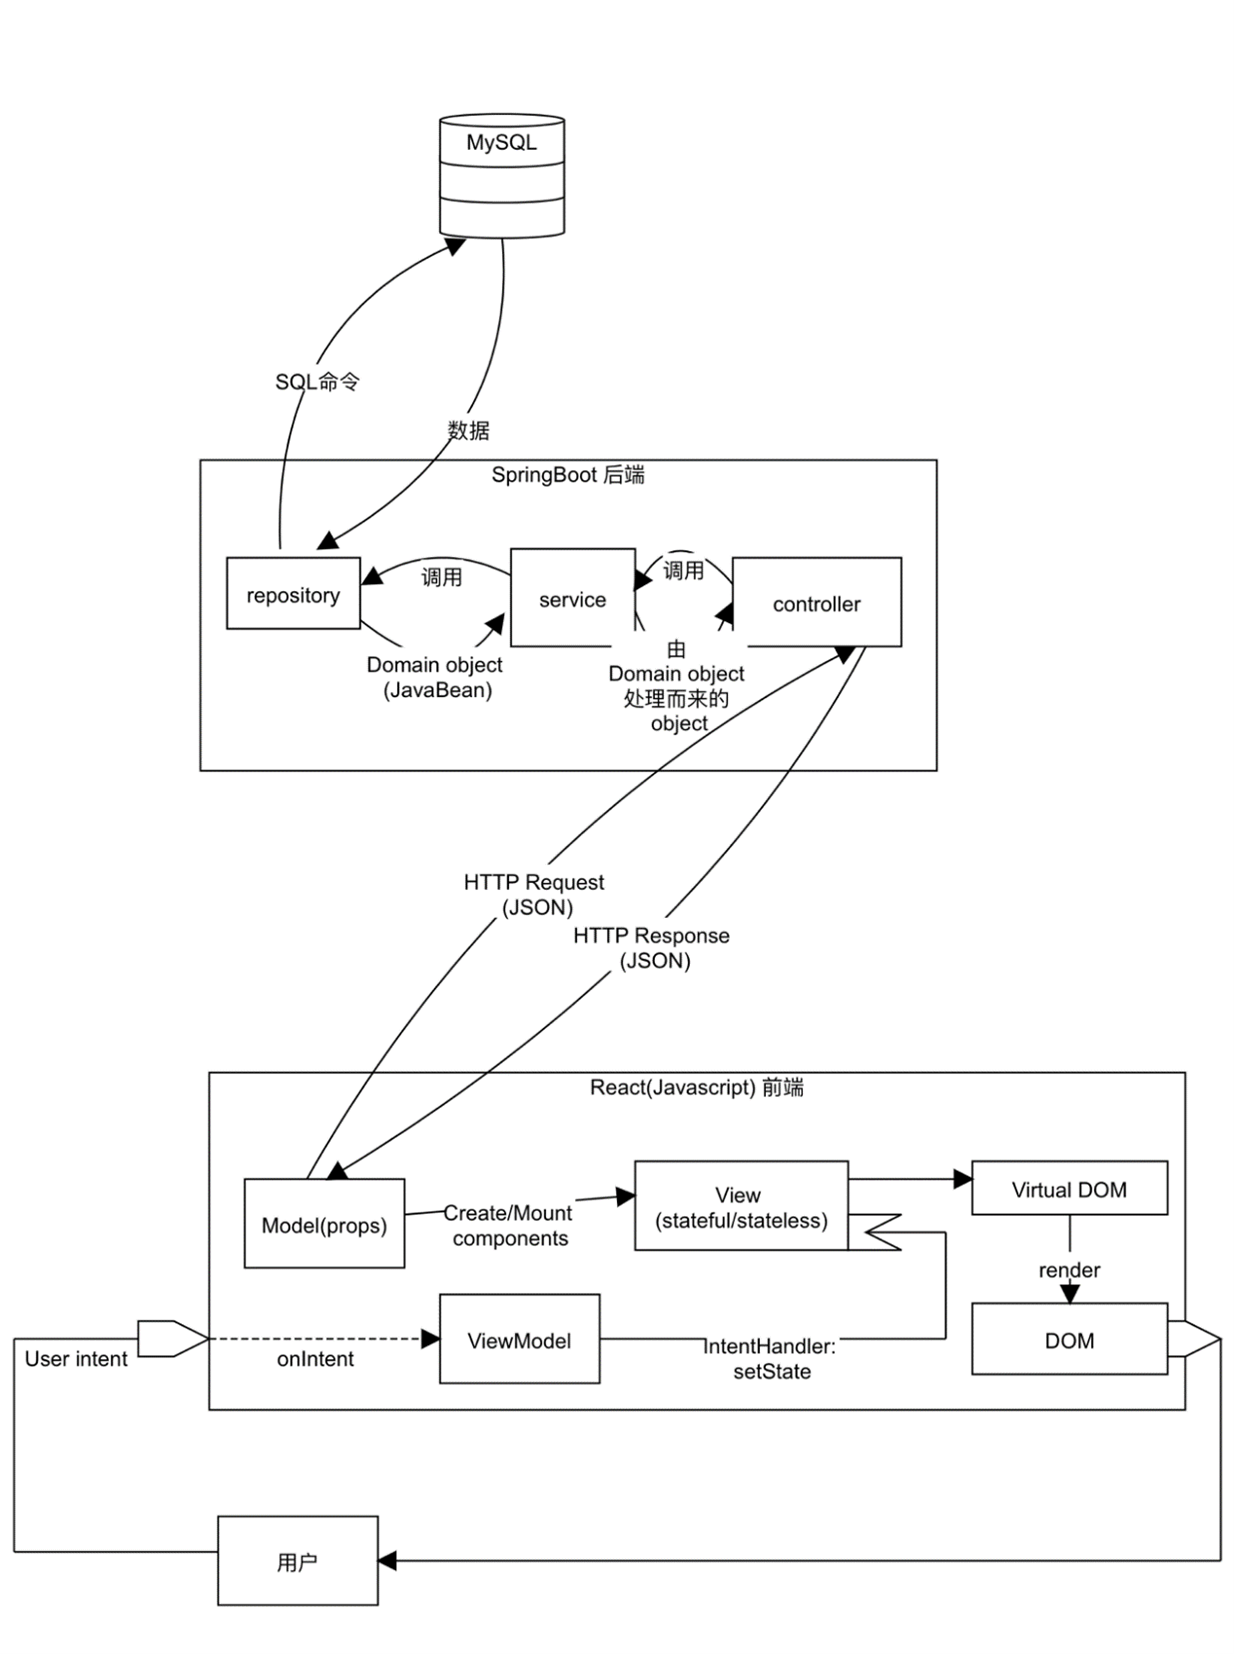 MySQL
SQL命令
数据
SpringBoot 后端
repository
调用
service
调用
controller
Domain object
(JavaBean)
由
Domain object
处理而来的
object
HTTP Request
(JSON)
HTTP Response
(JSON)
React(Javascript) 前端
Model(props)
Create/Mount
components
View
(stateful/stateless)
Virtual DOM
render
User intent
onIntent
ViewModel
IntentHandler:
setState
DOM
用户